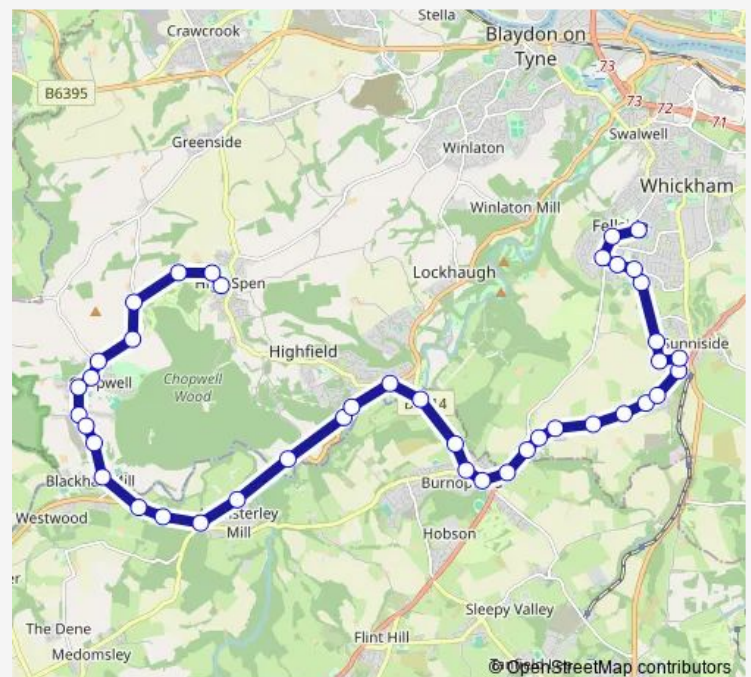 Stella
Crawcrook
Blaydon on
Tyne
73
B6395
73
72
71
Greenside
Swalwell
Winlaton
Whickham
Winlaton Mill
Lockhaugh
Spen
Sunniside
Highfield
Chopwell
Wood
Mill
Westwood
Mill
Hobson
Sleepy Valley
The Dene
Flint Hill
Medomsley
© OpenStreetMap contributors